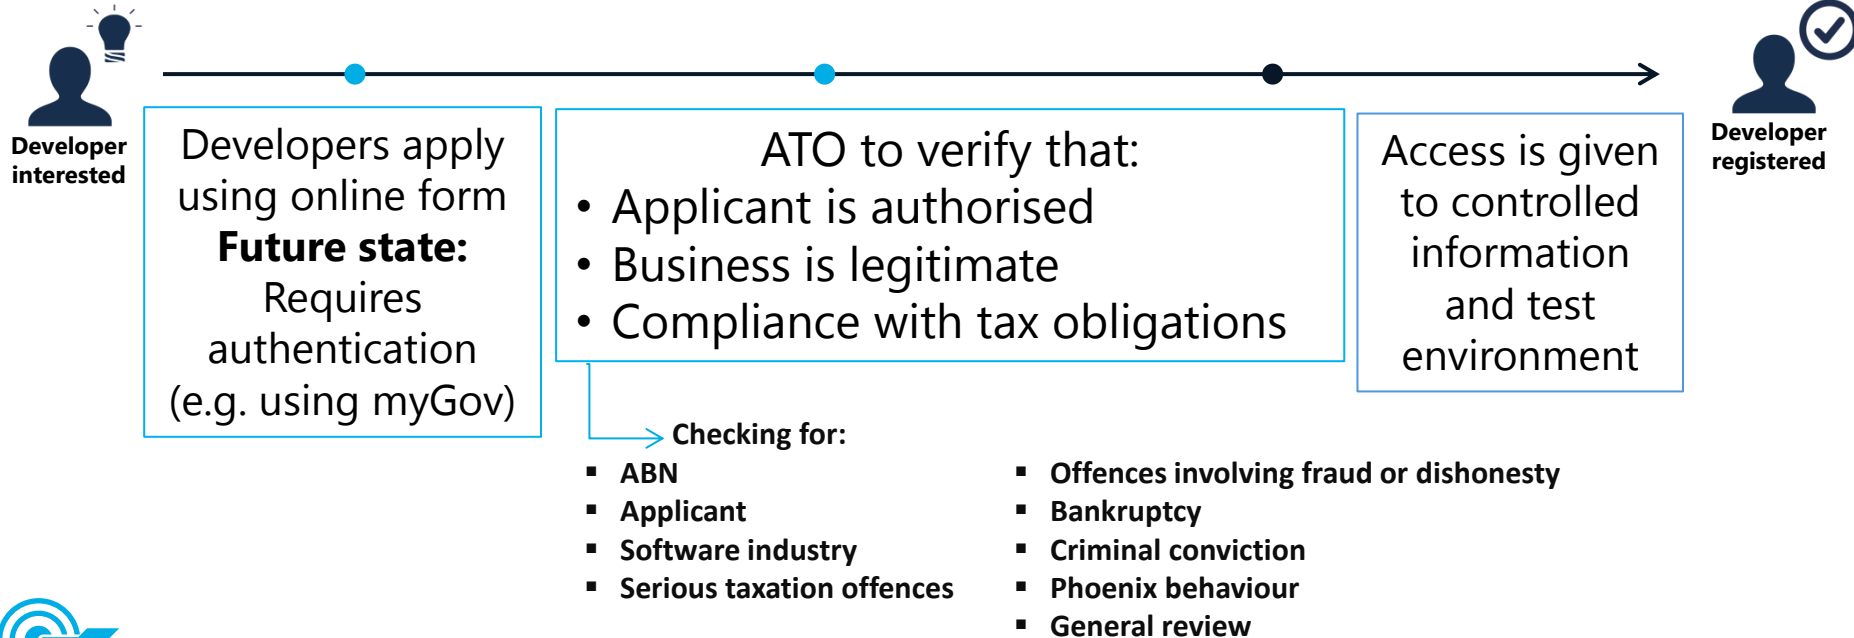 Developer
interested
Developers apply
using online form
Future state:
Requires
authentication
(e.g. using myGov)
ATO to verify that:
• Applicant is authorised
• Business is legitimate
• Compliance with tax obligations
Access is given
to controlled
information
and test
environment
Developer
registered
Checking for:
▪ ABN
▪ Applicant
▪ Software industry
▪ Serious taxation offences
▪ Offences involving fraud or dishonesty
▪ Bankruptcy
▪ Criminal conviction
▪ Phoenix behaviour
▪ General review